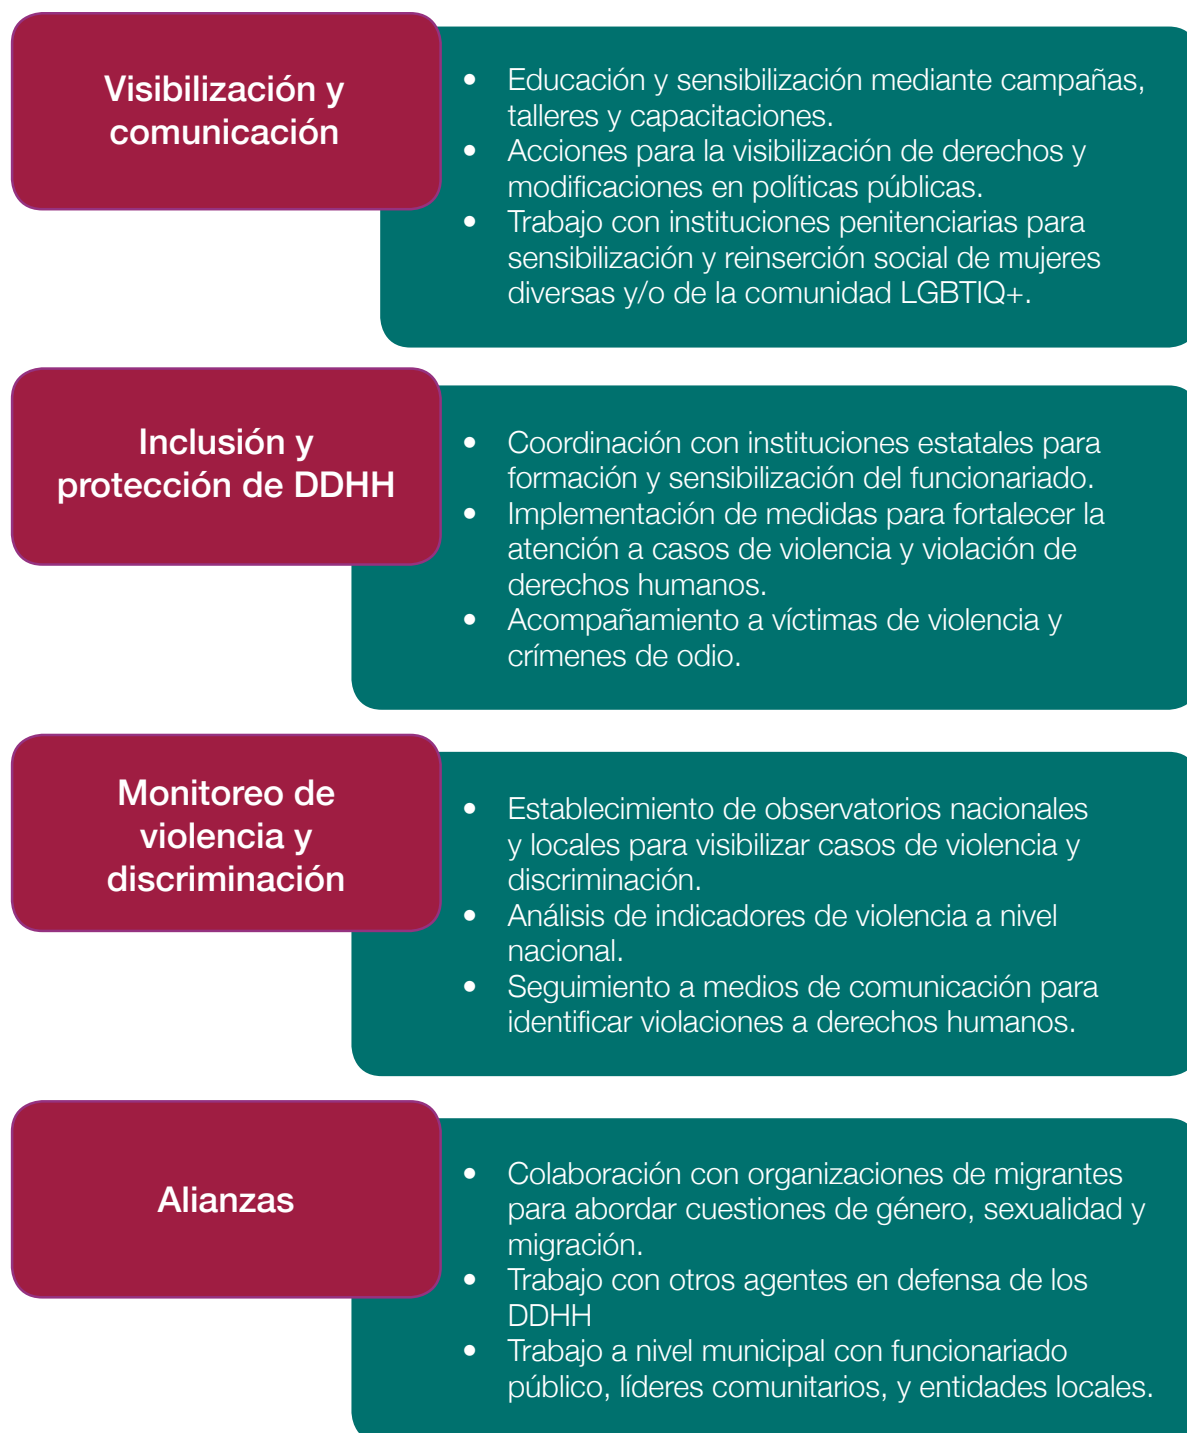 Visibilización y
comunicación
• Educación y sensibilización mediante campañas,
talleres y capacitaciones.
• Acciones para la visibilización de derechos y
modificaciones en políticas públicas.
• Trabajo con instituciones penitenciarias para
sensibilización y reinserción social de mujeres
diversas y/o de la comunidad LGBTIQ+.
Inclusión y
protección de DDHH
• Coordinación con instituciones estatales para
formación y sensibilización del funcionariado.
• Implementación de medidas para fortalecer la
atención a casos de violencia y violación de
derechos humanos.
• Acompañamiento a víctimas de violencia y
crímenes de odio.
Monitoreo de
violencia y
discriminación
• Establecimiento de observatorios nacionales
y locales para visibilizar casos de violencia y
discriminación.
• Análisis de indicadores de violencia a nivel
nacional.
• Seguimiento a medios de comunicación para
identificar violaciones a derechos humanos.
Alianzas
• Colaboración con organizaciones de migrantes
para abordar cuestiones de género, sexualidad y
migración.
• Trabajo con otros agentes en defensa de los
DDHH
• Trabajo a nivel municipal con funcionariado
público, líderes comunitarios, y entidades locales.